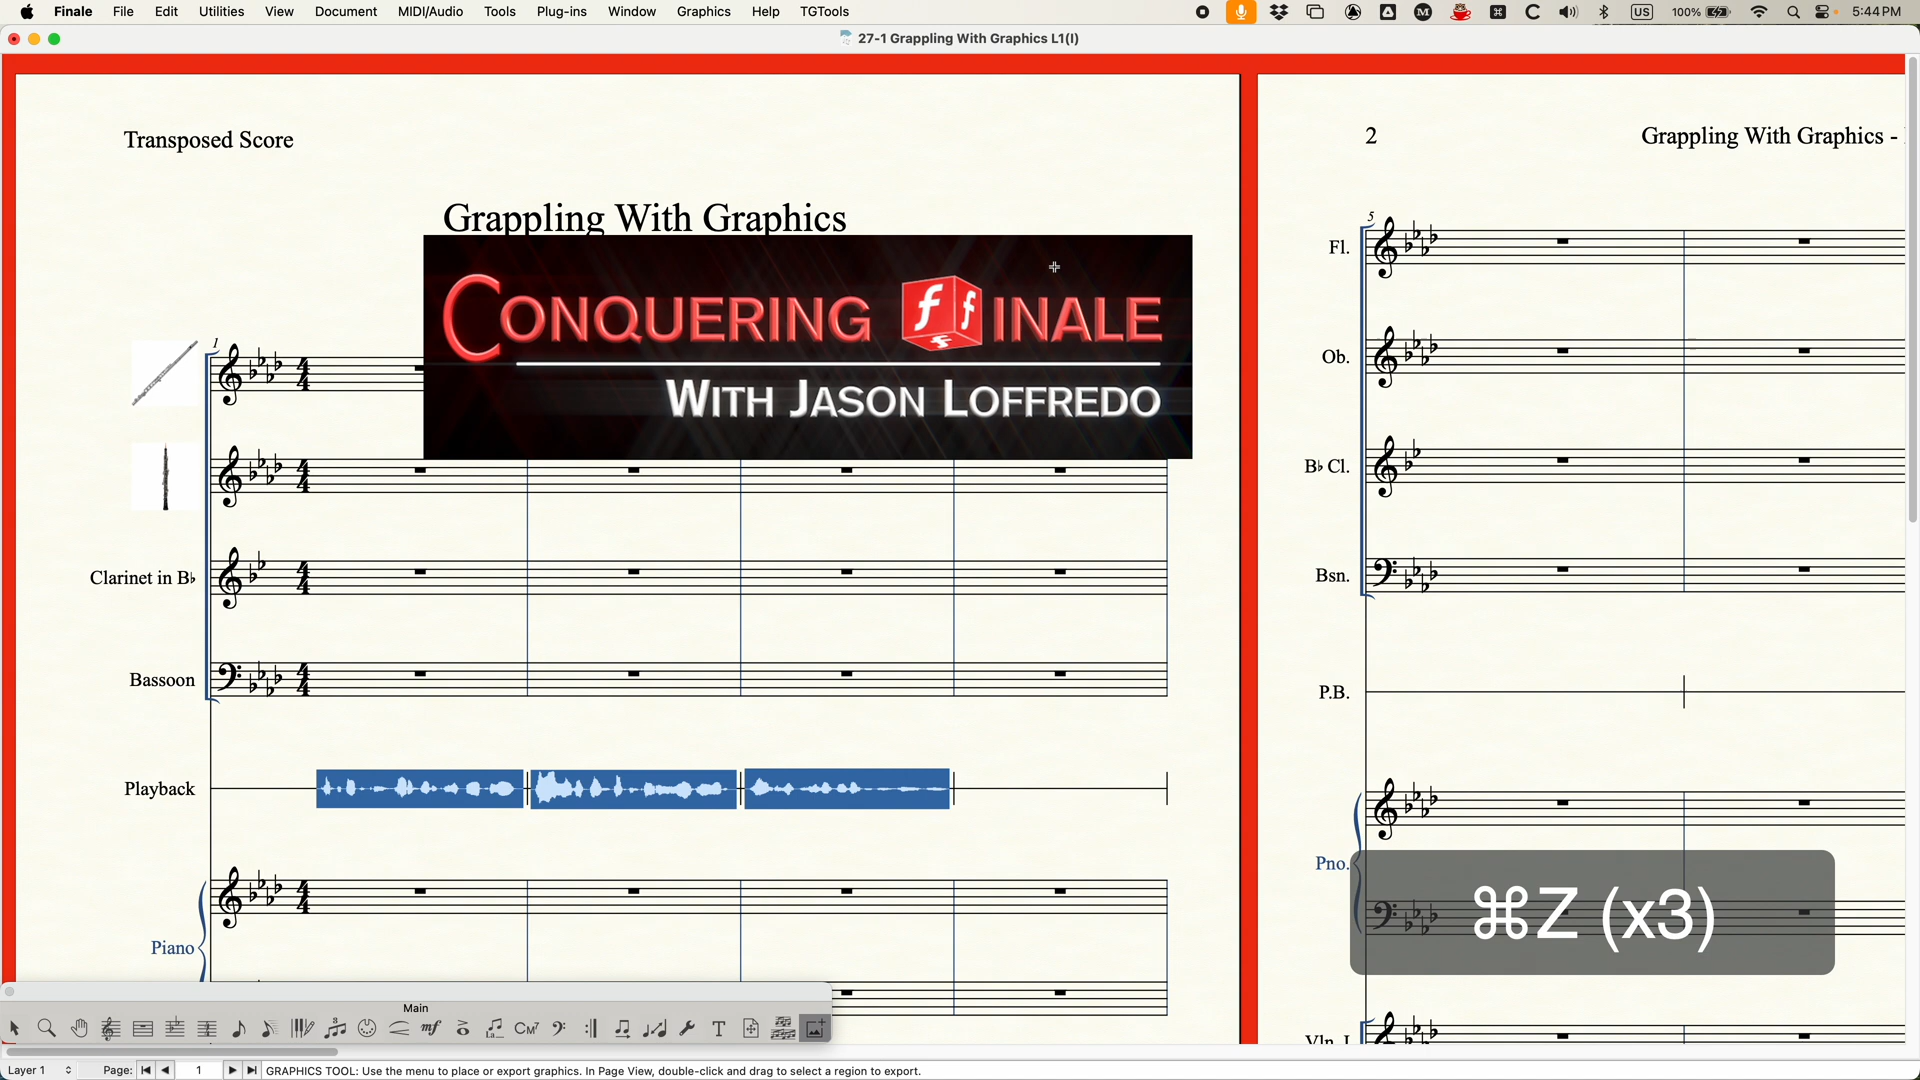 Finale File Edit Utilities View Document MIDI/Audio Tools Plug-ins Window Graphics Help TGTools US 100% 5:44 PM
27-1 Grappling With Graphics L1(I)
Transposed Score
2
Grappling With Graphics -
Grappling With Graphics
CONQUERING FINALE
WITH JASON LOFFREDO
1
5
Fl.
Ob.
B♭ Cl.
Clarinet in B♭
Bsn.
Bassoon
P.B.
Playback
Pno.
Piano
⌘Z (x3)
Main
mf
CM7
T
Vln. I
Layer 1 Page: 1 GRAPHICS TOOL: Use the menu to place or export graphics. In Page View, double-click and drag to select a region to export.